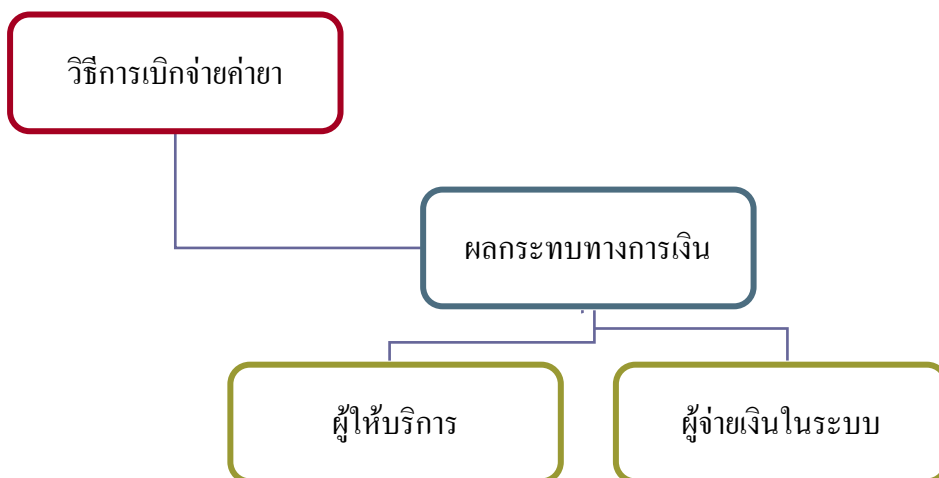 วิธีการเบิกจ่ายค่ายา
ผลกระทบทางการเงิน
ผู้ให้บริการ
ผู้จ่ายเงินในระบบ